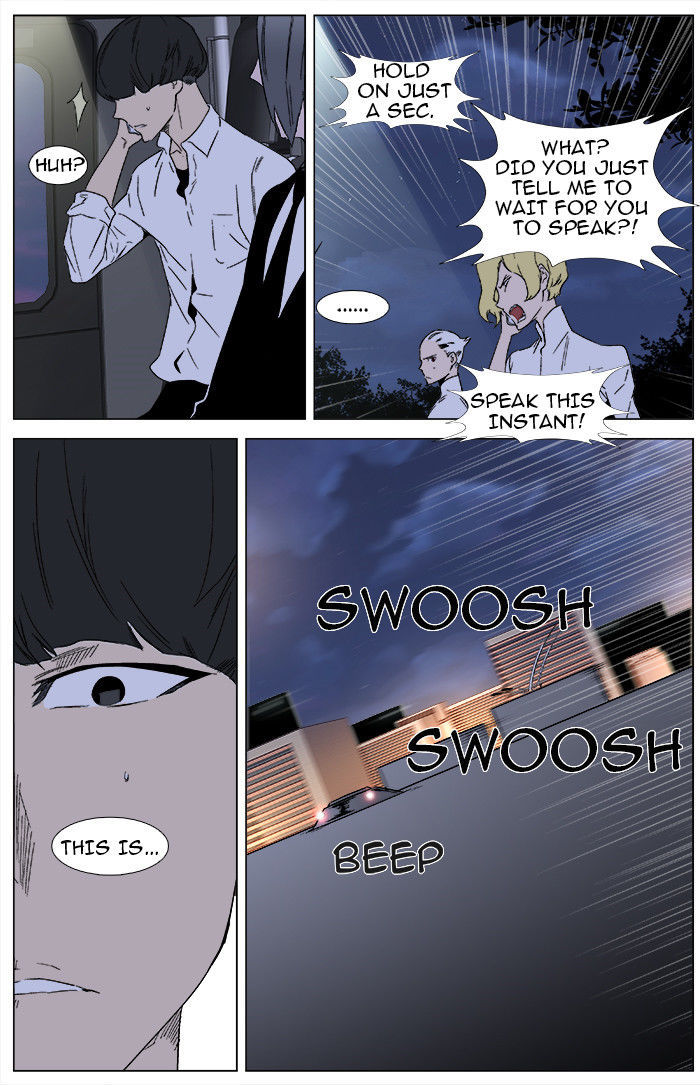 HUH?
HOLD
ON JUST
A SEC.
WHAT?
DID YOU JUST
TELL ME TO
WAIT FOR YOU
TO SPEAK?!
......
SPEAK THIS
INSTANT!
THIS IS...
SWOOSH
SWOOSH
BEEP